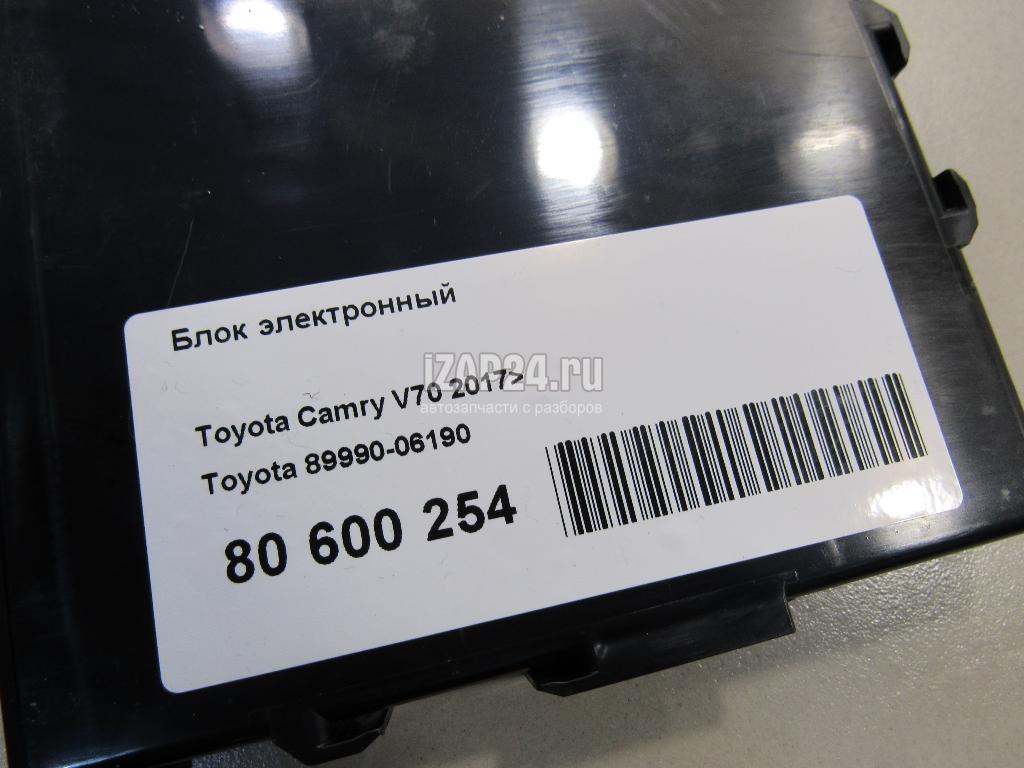 Блок электронный
iZAP24.ru
Toyota Camry V70 2017>
автозапчасти с разборов
Toyota 89990-06190
80 600 254